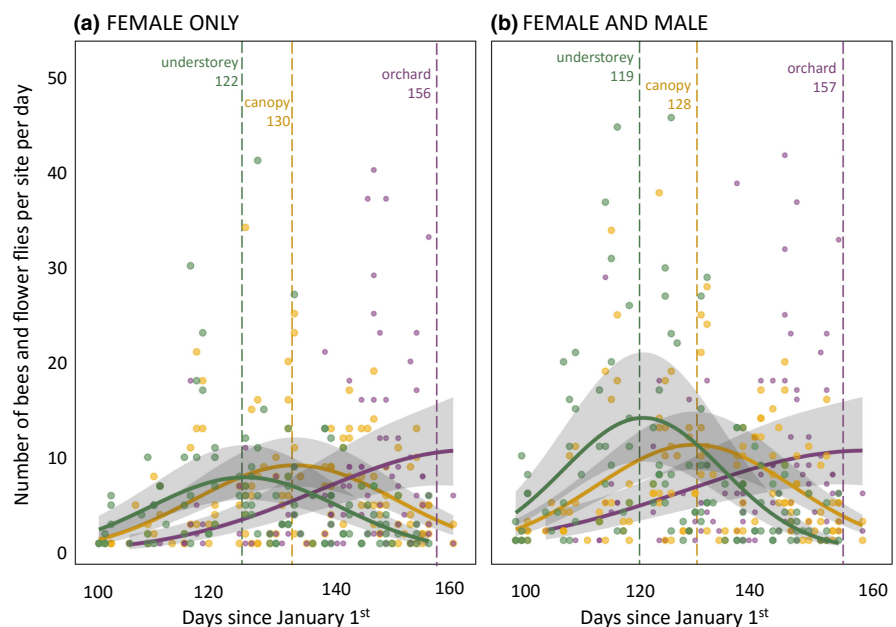 (a) FEMALE ONLY
(b) FEMALE AND MALE
Number of bees and flower flies per site per day
50
40
30
20
10
0
understorey
122
canopy
130
orchard
156
100
120
140
160
Days since January 1st
understorey
119
canopy
128
orchard
157
100
120
140
160
Days since January 1st